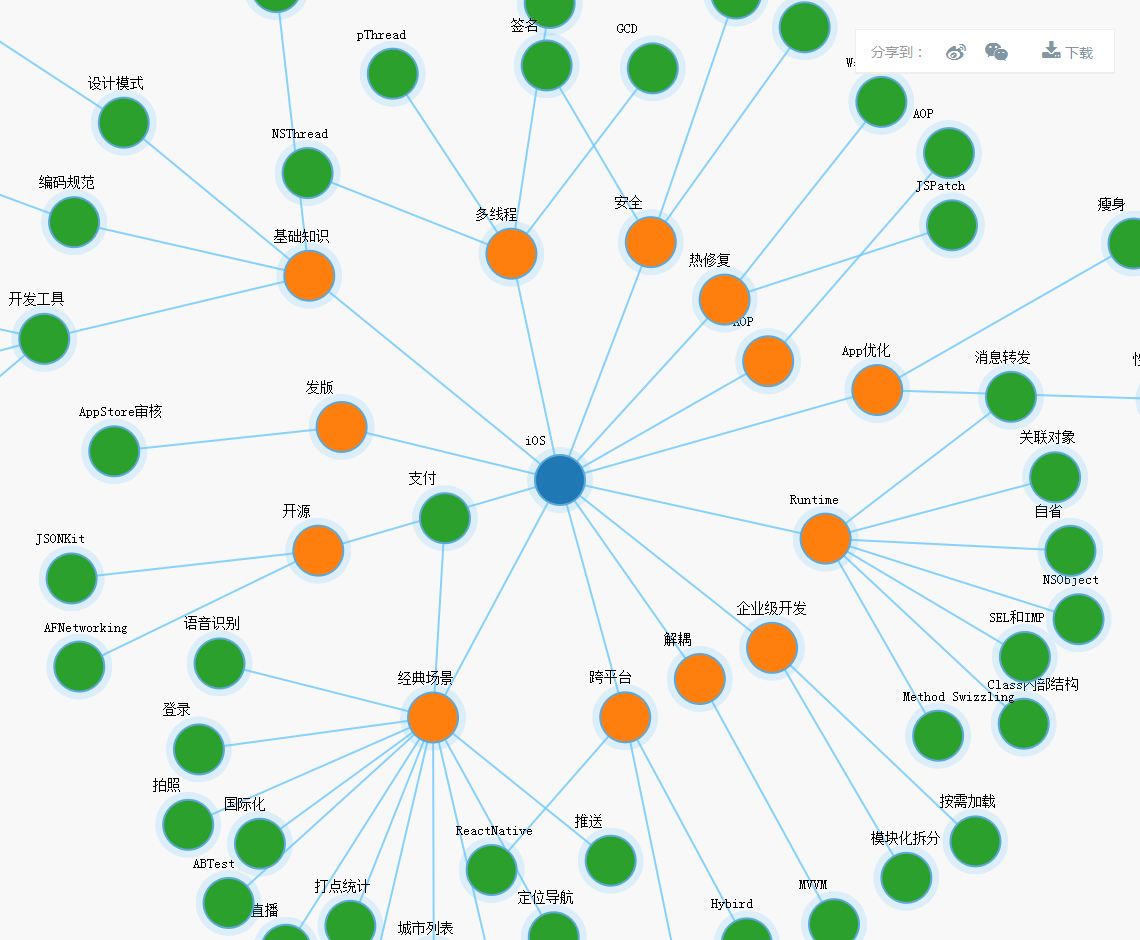 签名
GCD
pThread
分享到：
下载
设计模式
AOP
NSThread
编码规范
JSPatch
安全
瘦身
多线程
基础知识
热修复
开发工具
AOP
App优化
消息转发
发版
AppStore审核
关联对象
iOS
支付
Runtime
开源
自省
JSONKit
NSObject
企业级开发
SEL和IMP
语音识别
AFNetworking
解耦
经典场景
跨平台
Class内部结构
Method Swizzling
登录
拍照
国际化
按需加载
推送
ReactNative
模块化拆分
ABTest
打点统计
MVVM
定位导航
Hybird
直播
城市列表